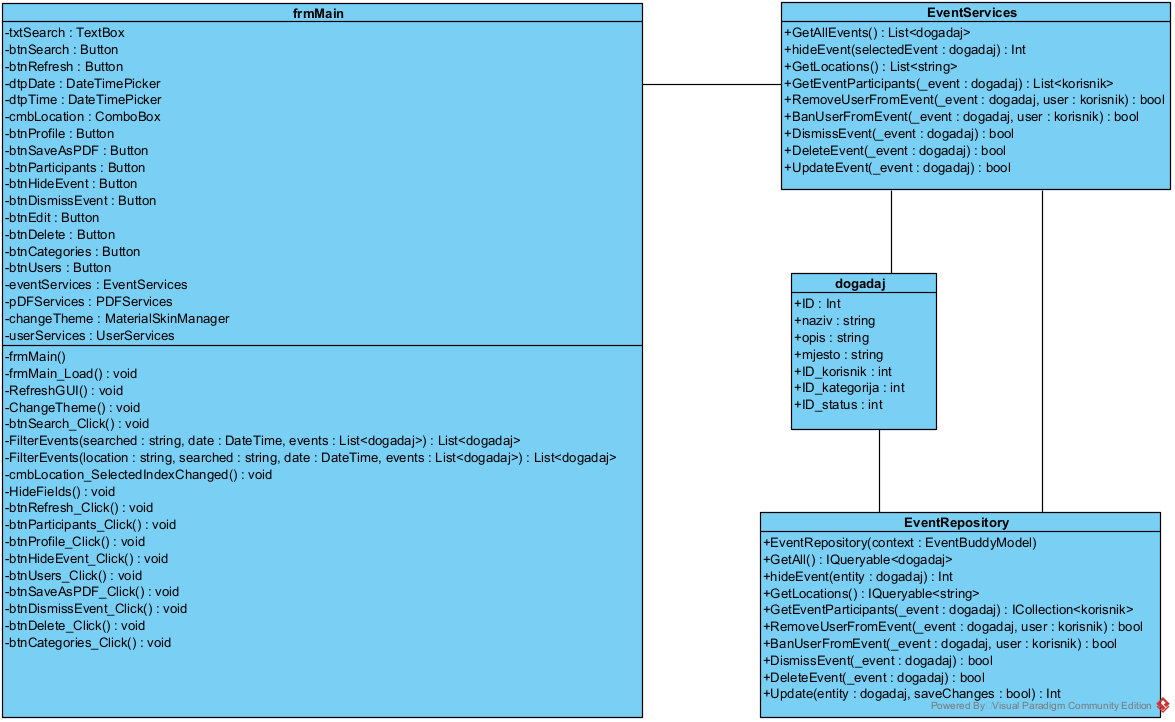 frmMain
-txtSearch : TextBox
-btnSearch : Button
-btnRefresh : Button
-dtpDate : DateTimePicker
-dtpTime : DateTimePicker
-cmbLocation : ComboBox
-btnProfile : Button
-btnSaveAsPDF : Button
-btnParticipants : Button
-btnHideEvent : Button
-btnDismissEvent : Button
-btnEdit : Button
-btnDelete : Button
-btnCategories : Button
-btnUsers : Button
-eventServices : EventServices
-pDFServices : PDFServices
-changeTheme : MaterialSkinManager
-userServices : UserServices
-frmMain()
-frmMain_Load() : void
-RefreshGUI() : void
-ChangeTheme() : void
-btnSearch_Click() : void
-FilterEvents(searched : string, date : DateTime, events : List<dogadaj>) : List<dogadaj>
-FilterEvents(location : string, searched : string, date : DateTime, events : List<dogadaj>) : List<dogadaj>
-cmbLocation_SelectedIndexChanged() : void
-HideFields() : void
-btnRefresh_Click() : void
-btnParticipants_Click() : void
-btnProfile_Click() : void
-btnHideEvent_Click() : void
-btnUsers_Click() : void
-btnSaveAsPDF_Click() : void
-btnDismissEvent_Click() : void
-btnDelete_Click() : void
-btnCategories_Click() : void
EventServices
+GetAllEvents() : List<dogadaj>
+hideEvent(selectedEvent : dogadaj) : Int
+GetLocations() : List<string>
+GetEventParticipants(_event : dogadaj) : List<korisnik>
+RemoveUserFromEvent(_event : dogadaj, user : korisnik) : bool
+BanUserFromEvent(_event : dogadaj, user : korisnik) : bool
+DismissEvent(_event : dogadaj) : bool
+DeleteEvent(_event : dogadaj) : bool
+UpdateEvent(_event : dogadaj) : bool
dogadaj
+ID : Int
+naziv : string
+opis : string
+mjesto : string
+ID_korisnik : int
+ID_kategorija : int
+ID_status : int
EventRepository
+EventRepository(context : EventBuddyModel)
+GetAll() : IQueryable<dogadaj>
+hideEvent(entity : dogadaj) : Int
+GetLocations() : IQueryable<string>
+GetEventParticipants(_event : dogadaj) : ICollection<korisnik>
+RemoveUserFromEvent(_event : dogadaj, user : korisnik) : bool
+BanUserFromEvent(_event : dogadaj, user : korisnik) : bool
+DismissEvent(_event : dogadaj) : bool
+DeleteEvent(_event : dogadaj) : bool
+Update(entity : dogadaj, saveChanges : bool) : Int
Powered By: Visual Paradigm Community Edition